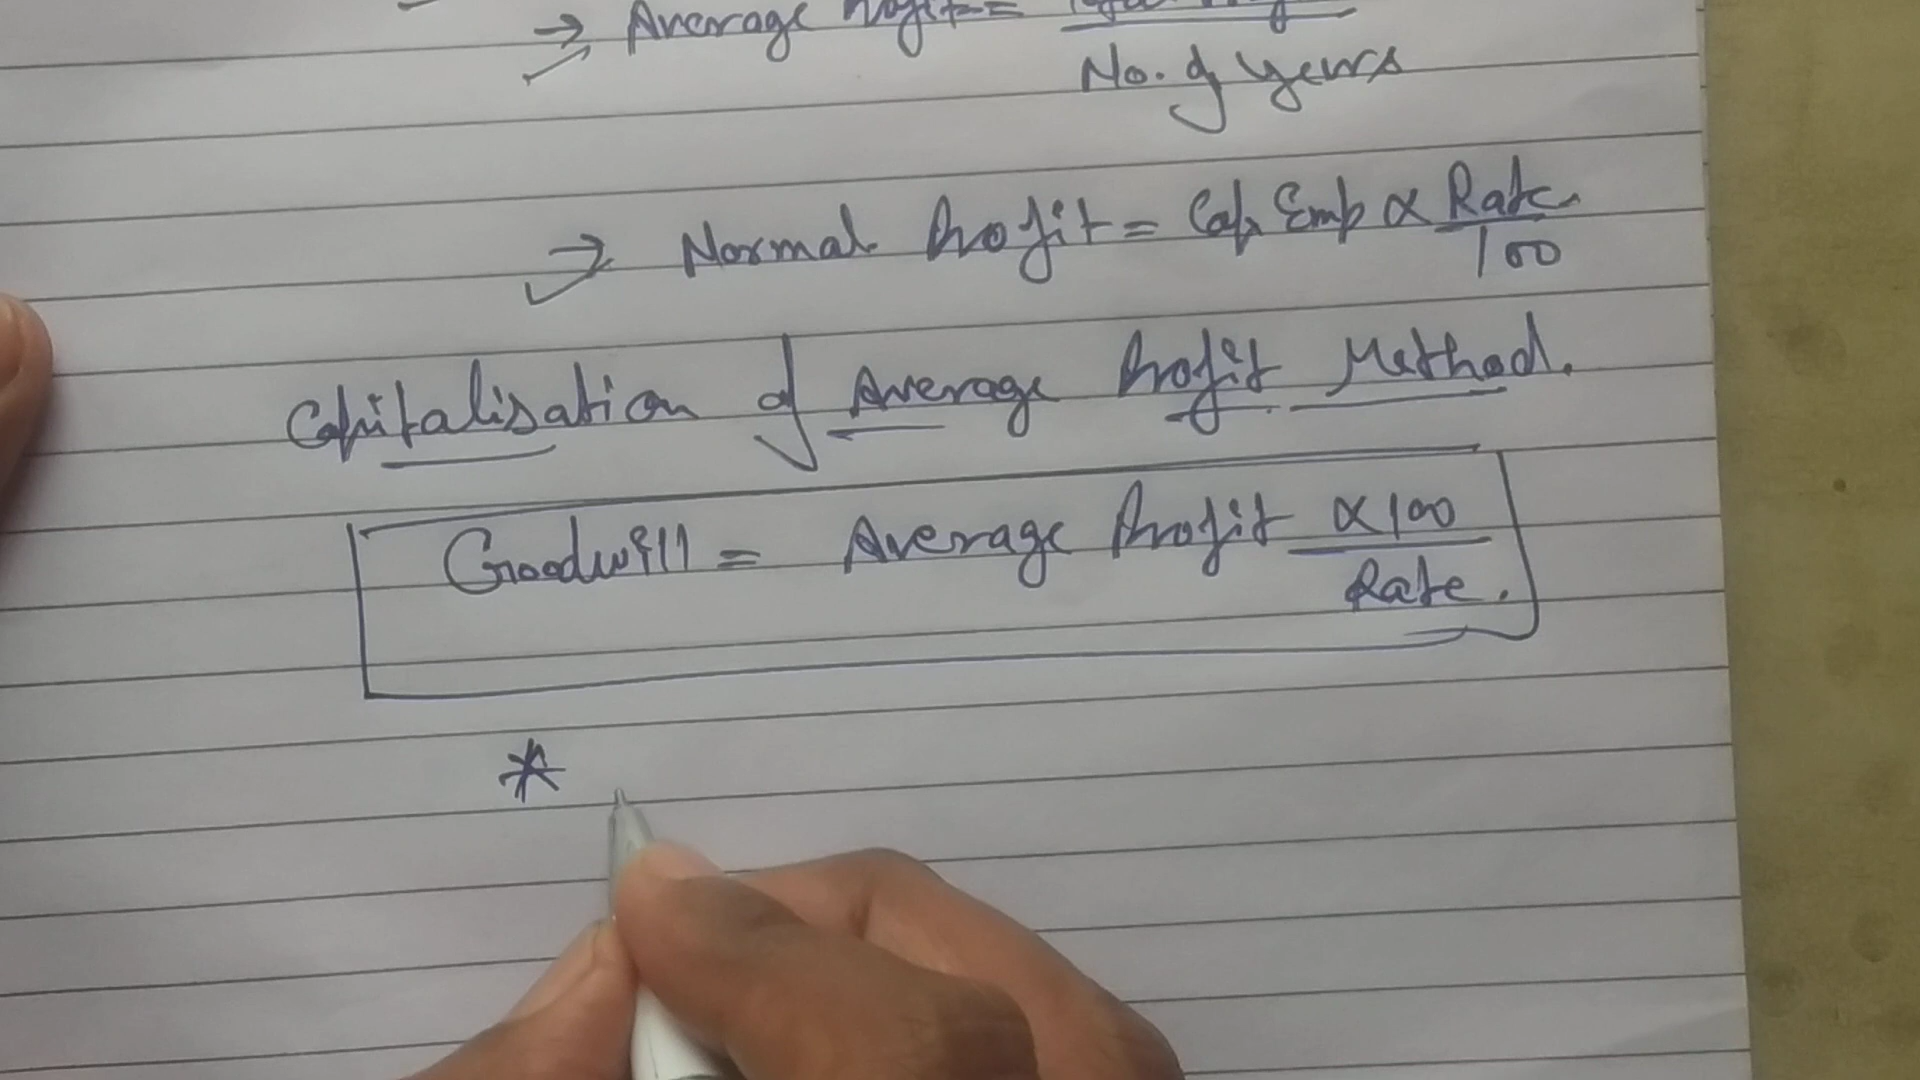 → Average Profit =
No. of years
→ Normal Profit = Cap Emp × Rate
100
Capitalisation of Average Profit Method.
Goodwill = Average Profit × 100
Rate.
*